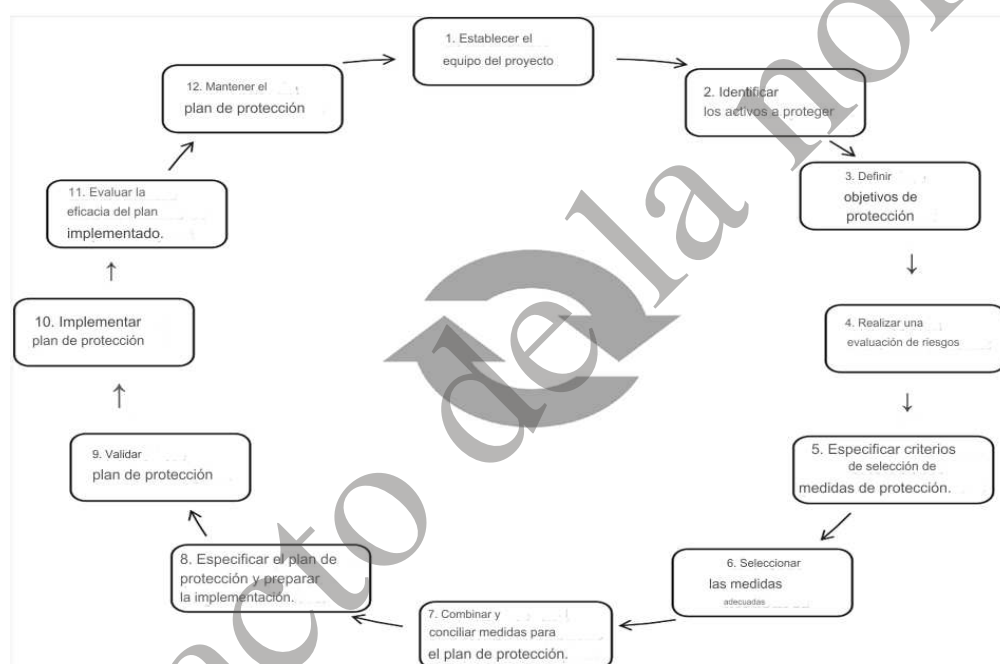 1. Establecer el
equipo del proyecto
2. Identificar
los activos a proteger
3. Definir
objetivos de
protección
4. Realizar una
evaluación de riesgos
5. Especificar criterios
de selección de
medidas de protección.
6. Seleccionar
las medidas
adecuadas
7. Combinar y
conciliar medidas para
el plan de protección.
8. Especificar el plan de
protección y preparar
la implementación.
9. Validar
plan de protección
10. Implementar
plan de protección
11. Evaluar la
eficacia del plan
implementado.
12. Mantener el
plan de protección
acto de la no